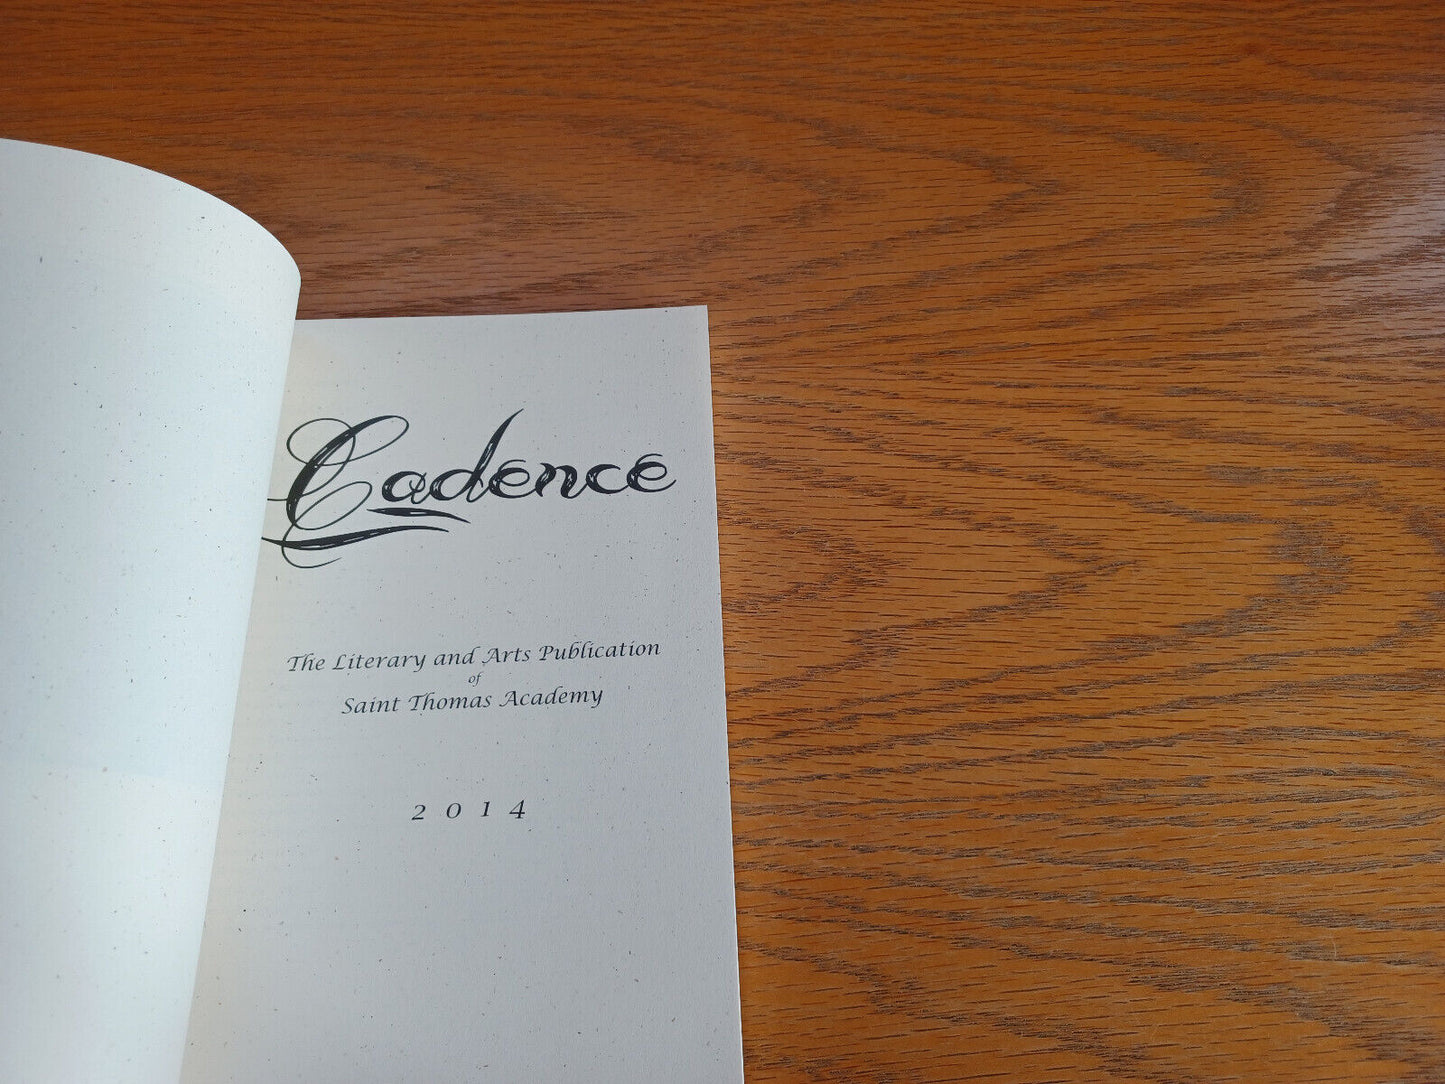 Cadence
The Literary and Arts Publication
of
Saint Thomas Academy
2014